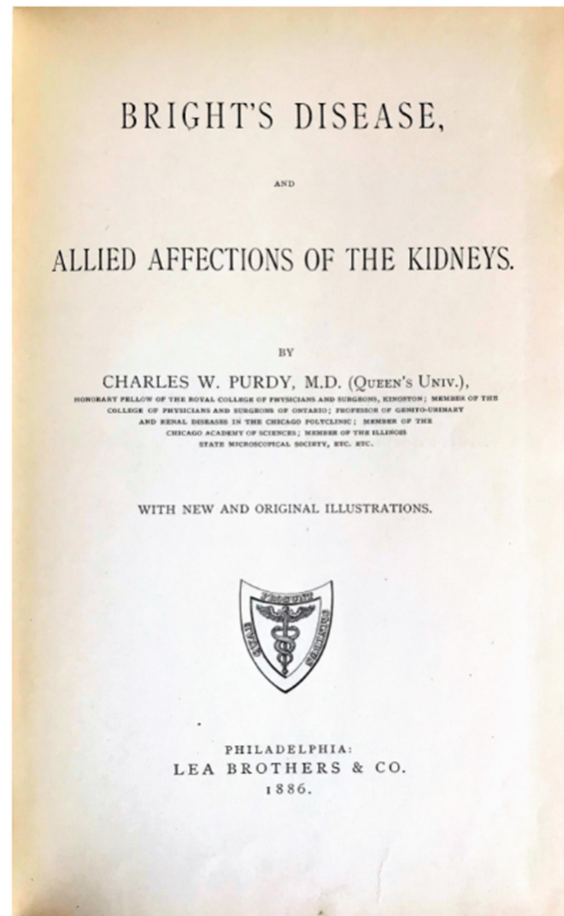 BRIGHT'S DISEASE,
AND
ALLIED AFFECTIONS OF THE KIDNEYS.
BY
CHARLES W. PURDY, M.D. (QUEEN'S UNIV.),
HONORARY FELLOW OF THE ROYAL COLLEGE OF PHYSICIANS AND SURGEONS, KINGSTON; MEMBER OF THE
COLLEGE OF PHYSICIANS AND SURGEONS OF ONTARIO; PROFESSOR OF GENITO-URINARY
AND RENAL DISEASES IN THE CHICAGO POLYCLINIC; MEMBER OF THE
CHICAGO ACADEMY OF SCIENCES; MEMBER OF THE ILLINOIS
STATE MICROSCOPICAL SOCIETY, ETC. ETC.
WITH NEW AND ORIGINAL ILLUSTRATIONS.
PHILADELPHIA:
LEA BROTHERS & CO.
1886.